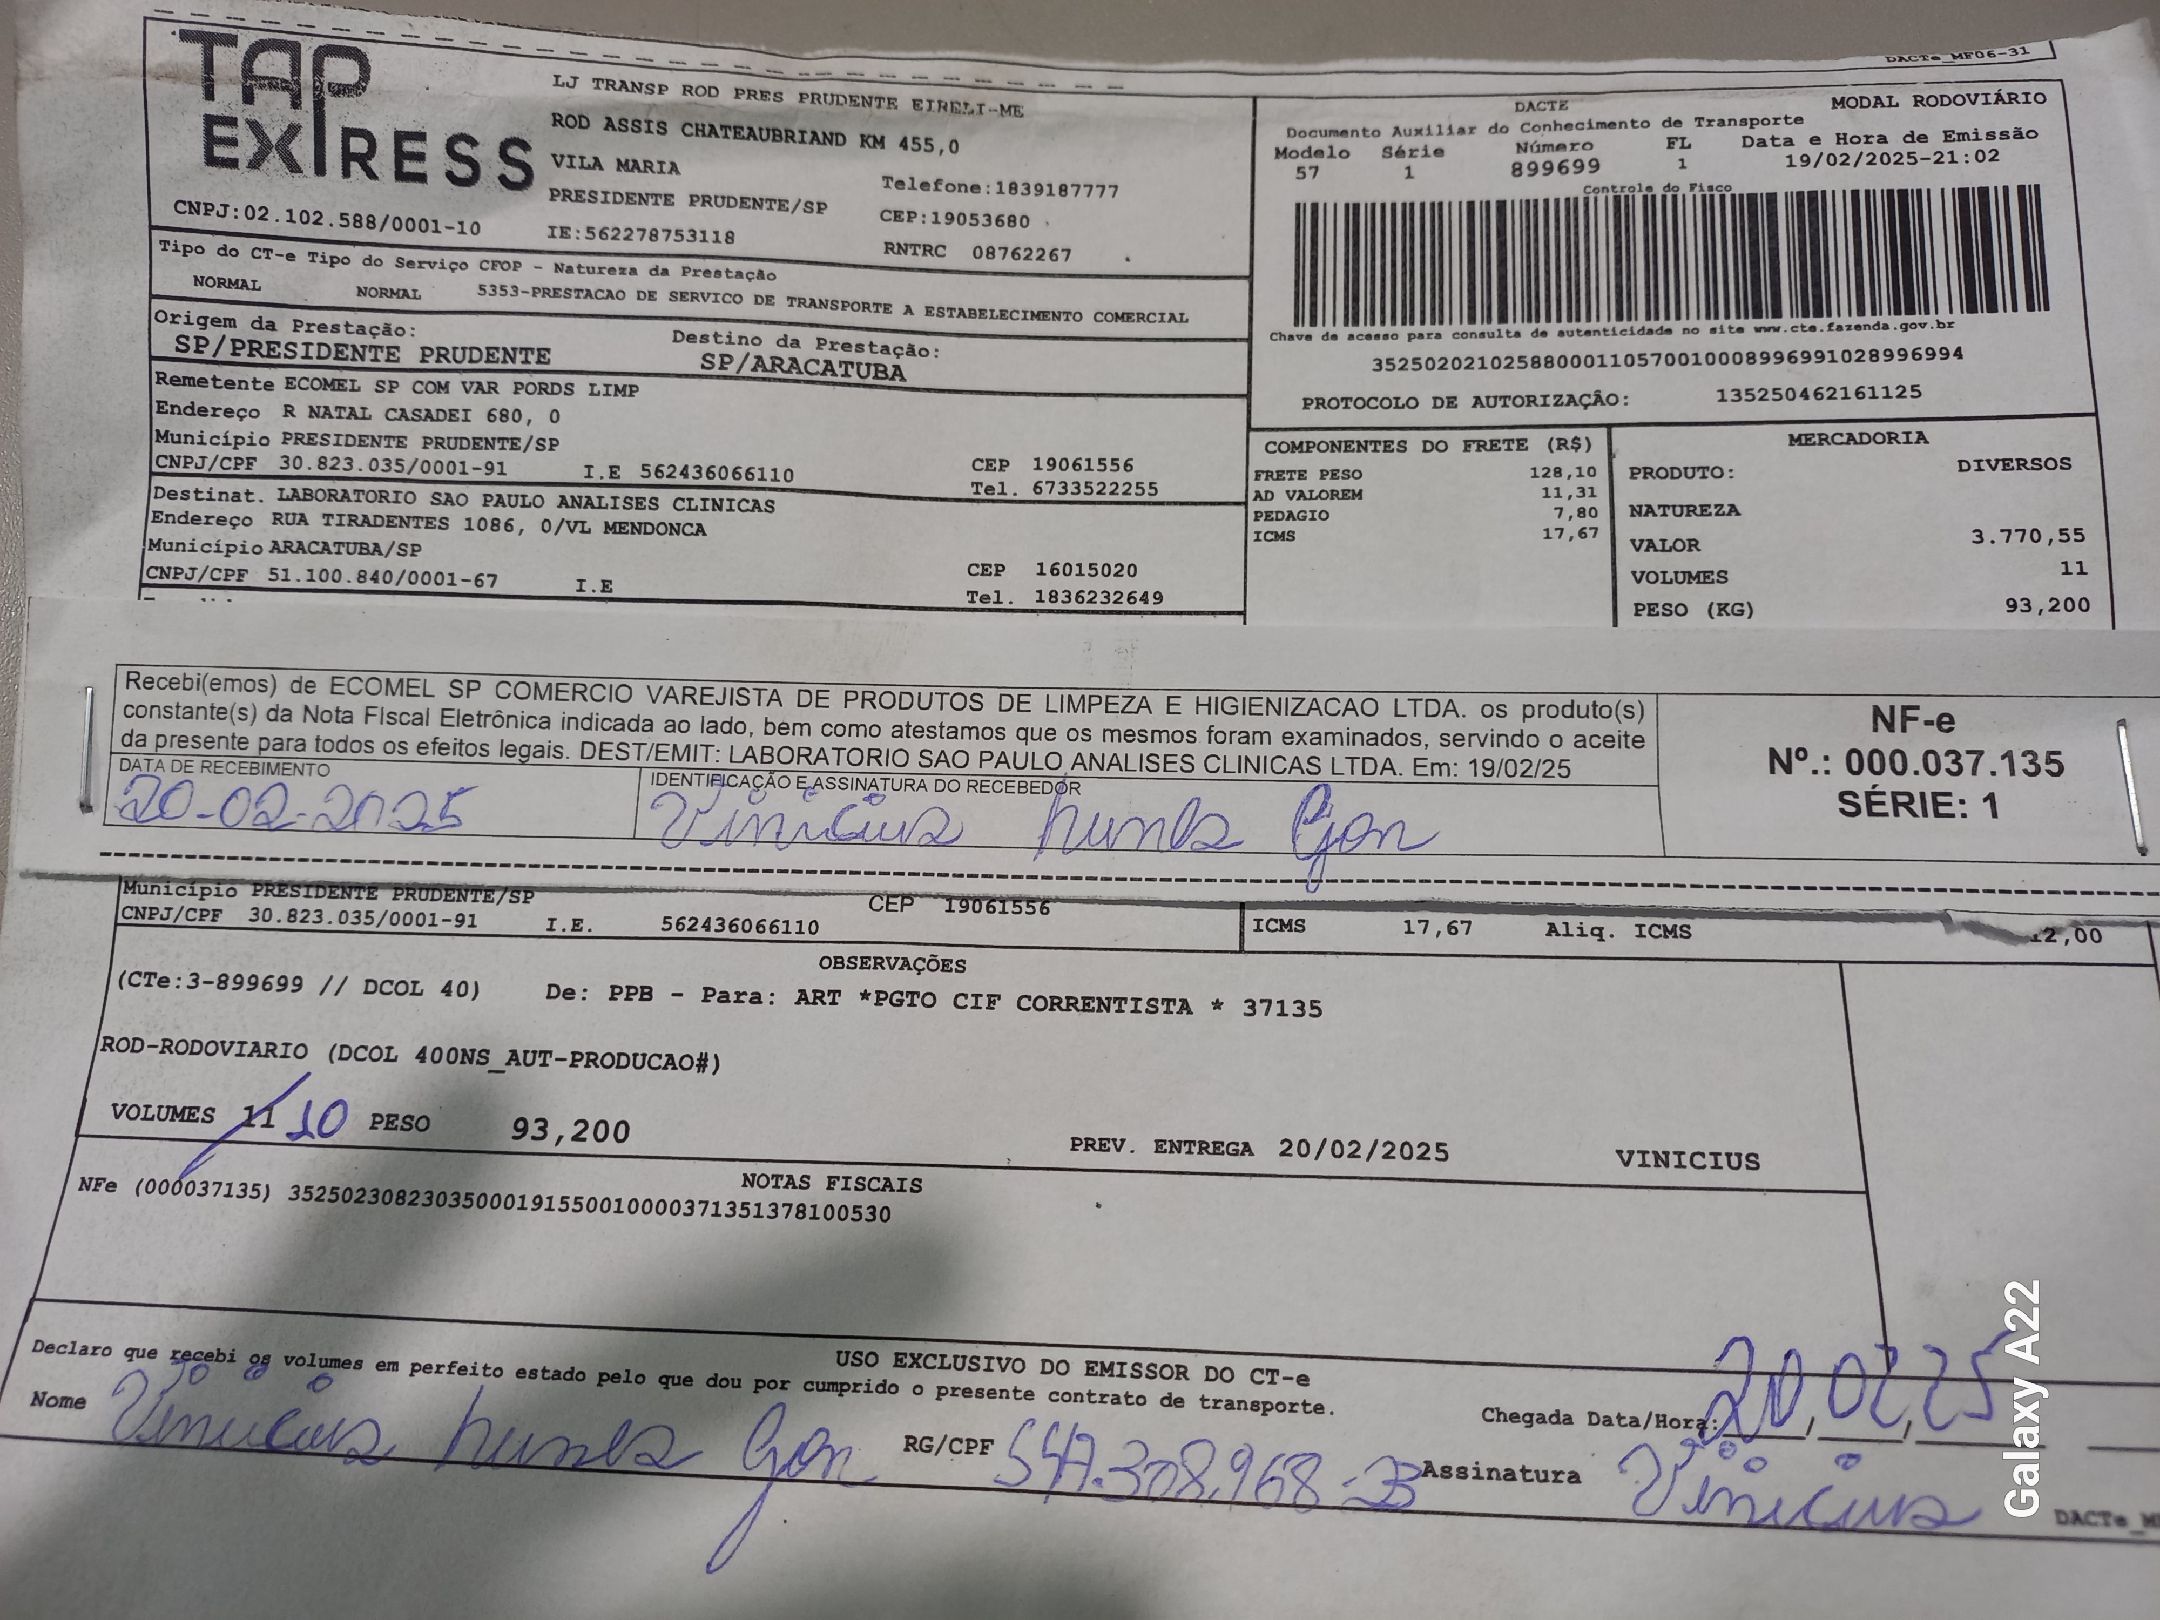 DACTe_MF06-31
TAP
EXPRESS
LJ TRANSP ROD PRES PRUDENTE EIRELI-ME
ROD ASSIS CHATEAUBRIAND KM 455,0
VILA MARIA
PRESIDENTE PRUDENTE/SP
Telefone:1839187777
CEP:19053680
CNPJ:02.102.588/0001-10
IE:562278753118
RNTRC 08762267
DACTE
MODAL RODOVIÁRIO
Documento Auxiliar do Conhecimento de Transporte
Modelo Série Número FL Data e Hora de Emissão
57 1 899699 1 19/02/2025-21:02
Controle do Fisco
Chave de acesso para consulta de autenticidade no site www.cte.fazenda.gov.br
35250202102588000110570010008996991028996994
PROTOCOLO DE AUTORIZAÇÃO: 135250462161125
Tipo do CT-e Tipo do Serviço CFOP - Natureza da Prestação
NORMAL NORMAL 5353-PRESTACAO DE SERVICO DE TRANSPORTE A ESTABELECIMENTO COMERCIAL
Origem da Prestação: Destino da Prestação:
SP/PRESIDENTE PRUDENTE SP/ARACATUBA
Remetente ECOMEL SP COM VAR PORDS LIMP
Endereço R NATAL CASADEI 680, 0
Município PRESIDENTE PRUDENTE/SP CEP 19061556
CNPJ/CPF 30.823.035/0001-91 I.E 562436066110 Tel. 6733522255
Destinat. LABORATORIO SAO PAULO ANALISES CLINICAS
Endereço RUA TIRADENTES 1086, 0/VL MENDONCA
Município ARACATUBA/SP CEP 16015020
CNPJ/CPF 51.100.840/0001-67 I.E Tel. 1836232649
COMPONENTES DO FRETE (R$)
FRETE PESO 128,10
AD VALOREM 11,31
PEDAGIO 7,80
ICMS 17,67
MERCADORIA
PRODUTO: DIVERSOS
NATUREZA
VALOR 3.770,55
VOLUMES 11
PESO (KG) 93,200
Recebi(emos) de ECOMEL SP COMERCIO VAREJISTA DE PRODUTOS DE LIMPEZA E HIGIENIZACAO LTDA. os produto(s)
constante(s) da Nota FIscal Eletrônica indicada ao lado, bem como atestamos que os mesmos foram examinados, servindo o aceite
da presente para todos os efeitos legais. DEST/EMIT: LABORATORIO SAO PAULO ANALISES CLINICAS LTDA. Em: 19/02/25
DATA DE RECEBIMENTO IDENTIFICAÇÃO E ASSINATURA DO RECEBEDOR
20-02-2025 Vinicius
NF-e
Nº.: 000.037.135
SÉRIE: 1
Município PRESIDENTE PRUDENTE/SP CEP 19061556
CNPJ/CPF 30.823.035/0001-91 I.E. 562436066110
ICMS 17,67 Aliq. ICMS 12,00
OBSERVAÇÕES
(CTe:3-899699 // DCOL 40) De: PPB - Para: ART *PGTO CIF CORRENTISTA * 37135
ROD-RODOVIARIO (DCOL 400NS_AUT-PRODUCAO#)
VOLUMES 11 10 PESO 93,200 PREV. ENTREGA 20/02/2025 VINICIUS
NOTAS FISCAIS
NFe (000037135) 35250230823035000191550010000371351378100530
USO EXCLUSIVO DO EMISSOR DO CT-e
Declaro que recebi os volumes em perfeito estado pelo que dou por cumprido o presente contrato de transporte.
Chegada Data/Hora: 20,02,25
Nome Vinicius RG/CPF Assinatura Vinicius
Galaxy A22